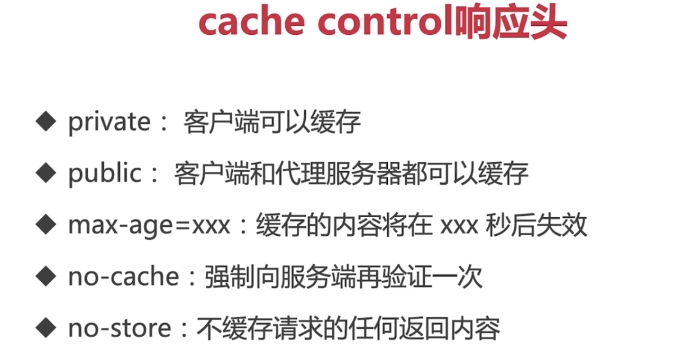 cache control响应头
◆ private： 客户端可以缓存
◆ public： 客户端和代理服务器都可以缓存
◆ max-age=xxx：缓存的内容将在 xxx 秒后失效
◆ no-cache：强制向服务端再验证一次
◆ no-store：不缓存请求的任何返回内容